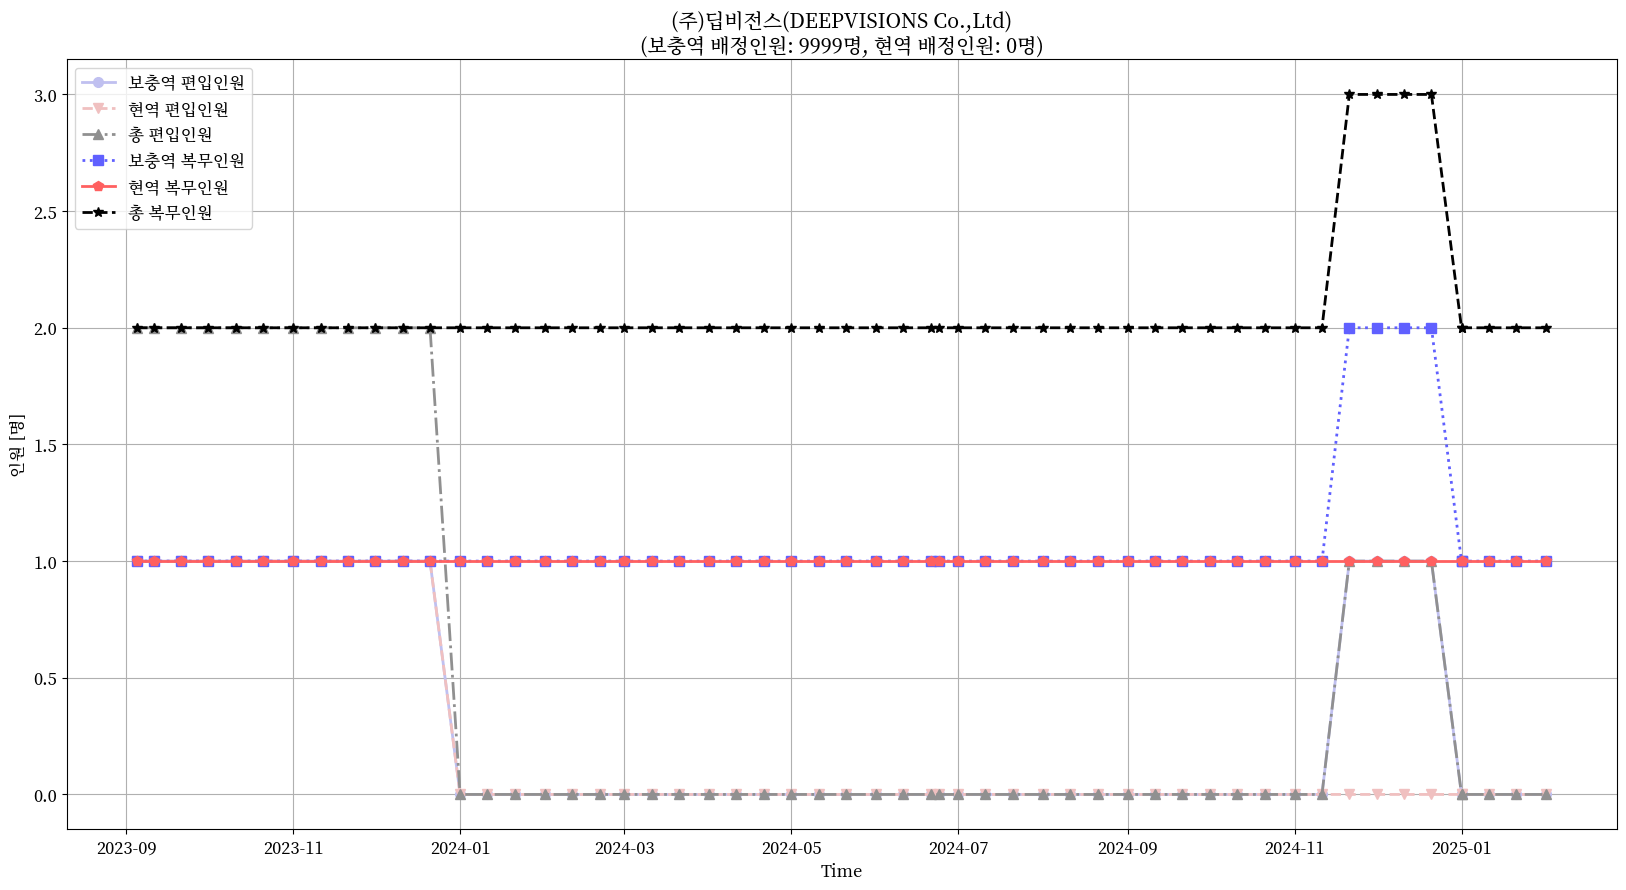 (주)딥비전스(DEEPVISIONS Co.,Ltd)
(보충역 배정인원: 9999명, 현역 배정인원: 0명)
보충역 편입인원
현역 편입인원
총 편입인원
보충역 복무인원
현역 복무인원
총 복무인원
인원 [명]
3.0
2.5
2.0
1.5
1.0
0.5
0.0
2023-09 2023-11 2024-01 2024-03 2024-05 2024-07 2024-09 2024-11 2025-01
Time